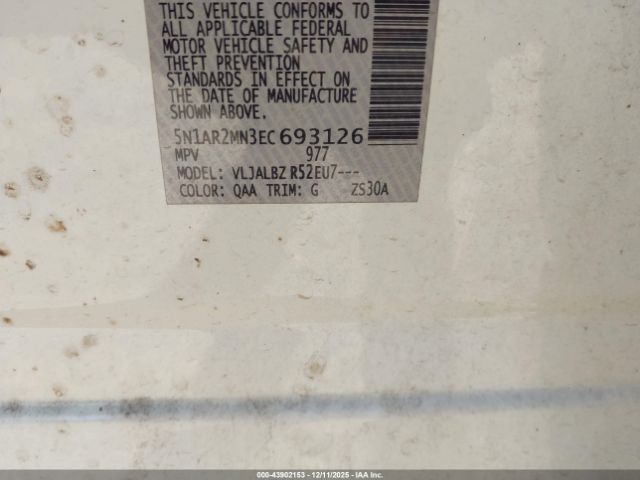 THIS VEHICLE CONFORMS TO
ALL APPLICABLE FEDERAL
MOTOR VEHICLE SAFETY AND
THEFT PREVENTION
STANDARDS IN EFFECT ON
THE DATE OF MANUFACTURE
SHOWN ABOVE.
5N1AR2MN3EC693126
MPV 977
MODEL: VLJALBZ R52EU7---
COLOR: QAA TRIM: G ZS30A
000-43902153 - 12/11/2025 - IAA Inc.